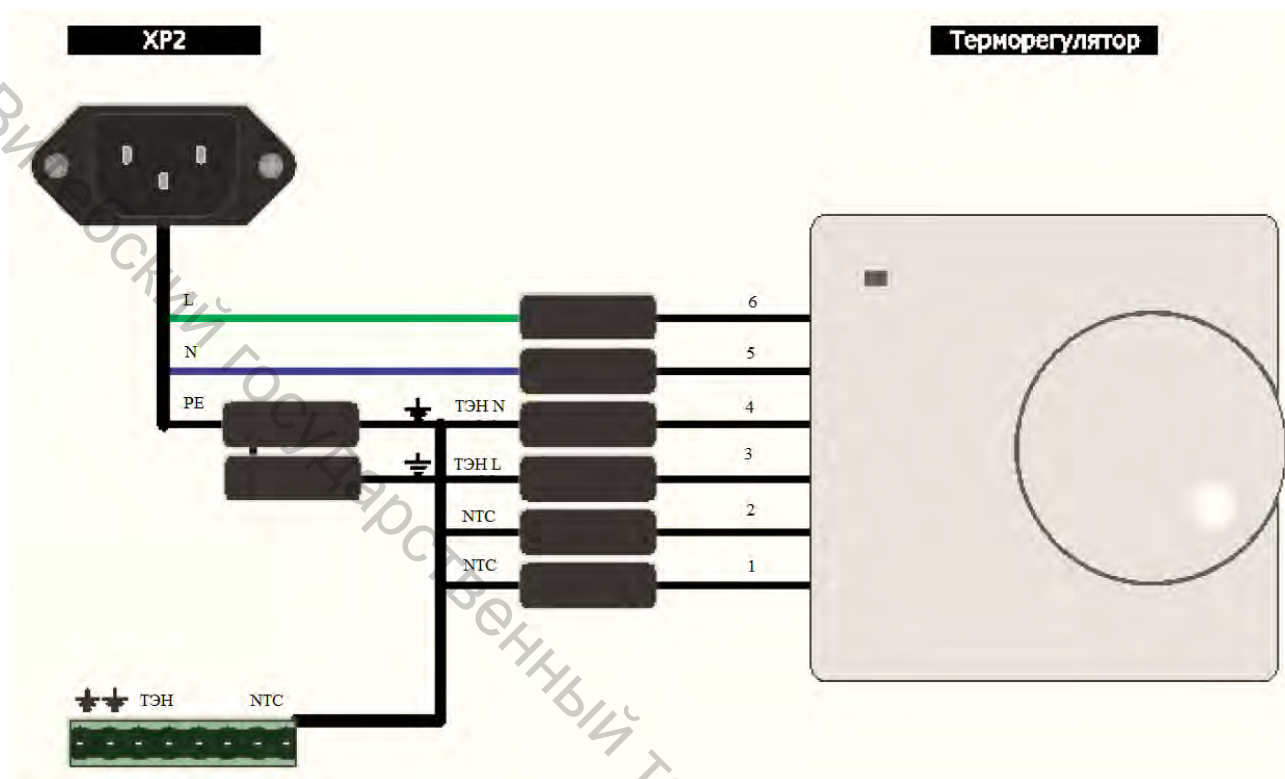 XP2
Терморегулятор
L
6
N
5
PE
ТЭН N
4
ТЭН L
3
NTC
2
NTC
1
ТЭН
NTC
Витебский государственный т